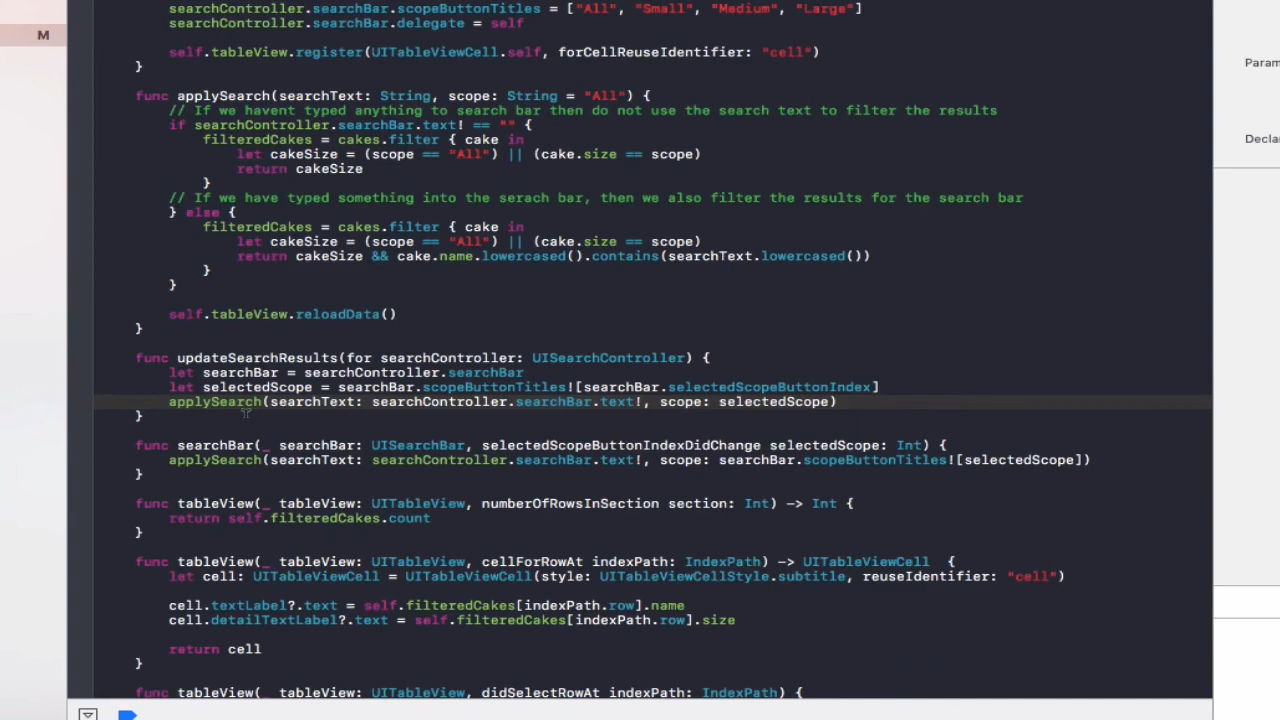 M
searchController.searchBar.scopeButtonTitles = ["All", "Small", "Medium", "Large"]
searchController.searchBar.delegate = self
self.tableView.register(UITableViewCell.self, forCellReuseIdentifier: "cell")
}
func applySearch(searchText: String, scope: String = "All") {
// If we havent typed anything to search bar then do not use the search text to filter the results
if searchController.searchBar.text! == "" {
filteredCakes = cakes.filter { cake in
let cakeSize = (scope == "All") || (cake.size == scope)
return cakeSize
}
// If we have typed something into the serach bar, then we also filter the results for the search bar
} else {
filteredCakes = cakes.filter { cake in
let cakeSize = (scope == "All") || (cake.size == scope)
return cakeSize && cake.name.lowercased().contains(searchText.lowercased())
}
}
self.tableView.reloadData()
}
func updateSearchResults(for searchController: UISearchController) {
let searchBar = searchController.searchBar
let selectedScope = searchBar.scopeButtonTitles![searchBar.selectedScopeButtonIndex]
applySearch(searchText: searchController.searchBar.text!, scope: selectedScope)
}
func searchBar(_ searchBar: UISearchBar, selectedScopeButtonIndexDidChange selectedScope: Int) {
applySearch(searchText: searchController.searchBar.text!, scope: searchBar.scopeButtonTitles![selectedScope])
}
func tableView(_ tableView: UITableView, numberOfRowsInSection section: Int) -> Int {
return self.filteredCakes.count
}
func tableView(_ tableView: UITableView, cellForRowAt indexPath: IndexPath) -> UITableViewCell  {
let cell: UITableViewCell = UITableViewCell(style: UITableViewCellStyle.subtitle, reuseIdentifier: "cell")
cell.textLabel?.text = self.filteredCakes[indexPath.row].name
cell.detailTextLabel?.text = self.filteredCakes[indexPath.row].size
return cell
}
func tableView(_ tableView: UITableView, didSelectRowAt indexPath: IndexPath) {
Param
Decla